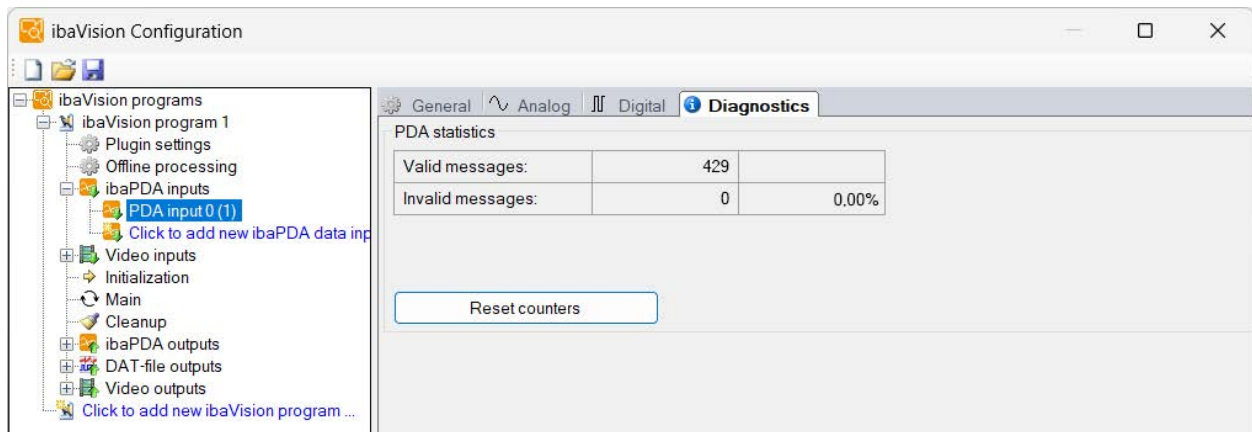 ibaVision Configuration
ibaVision programs
ibaVision program 1
Plugin settings
Offline processing
ibaPDA inputs
PDA input 0 (1)
Click to add new ibaPDA data inp
Video inputs
Initialization
Main
Cleanup
ibaPDA outputs
DAT-file outputs
Video outputs
Click to add new ibaVision program ...
General Analog Digital Diagnostics
PDA statistics
Valid messages: 429
Invalid messages: 0 0,00%
Reset counters